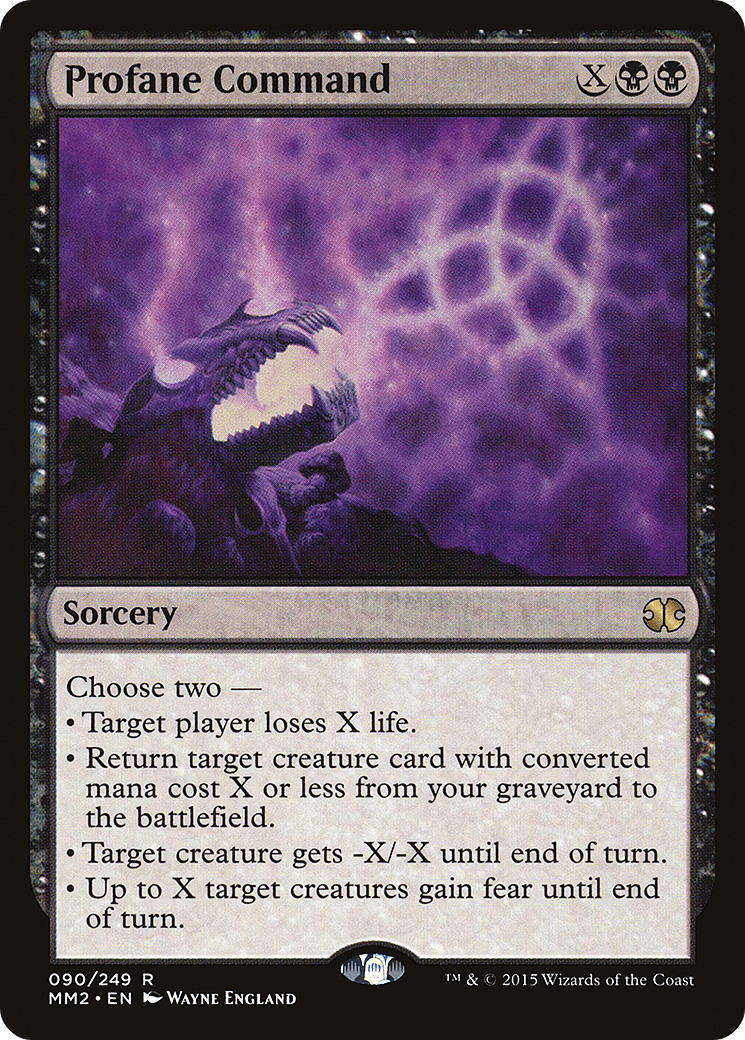 Profane Command X
Sorcery
Choose two —
• Target player loses X life.
• Return target creature card with converted
mana cost X or less from your graveyard to
the battlefield.
• Target creature gets -X/-X until end of turn.
• Up to X target creatures gain fear until end
of turn.
090/249 R
MM2 • EN Wayne England
™ & © 2015 Wizards of the Coast